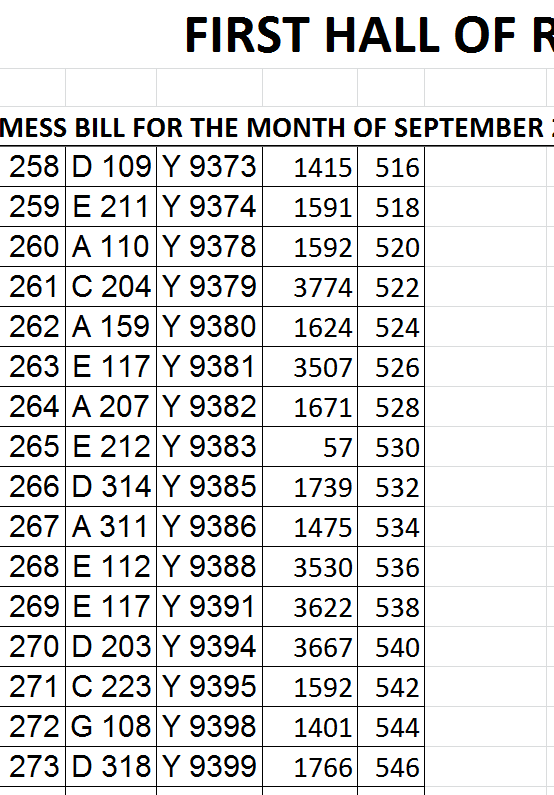 FIRST HALL OF R
MESS BILL FOR THE MONTH OF SEPTEMBER
258 D 109 Y 9373 1415 516
259 E 211 Y 9374 1591 518
260 A 110 Y 9378 1592 520
261 C 204 Y 9379 3774 522
262 A 159 Y 9380 1624 524
263 E 117 Y 9381 3507 526
264 A 207 Y 9382 1671 528
265 E 212 Y 9383 57 530
266 D 314 Y 9385 1739 532
267 A 311 Y 9386 1475 534
268 E 112 Y 9388 3530 536
269 E 117 Y 9391 3622 538
270 D 203 Y 9394 3667 540
271 C 223 Y 9395 1592 542
272 G 108 Y 9398 1401 544
273 D 318 Y 9399 1766 546